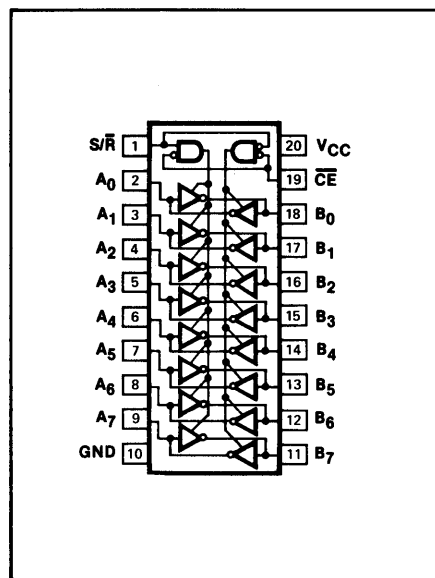 S/R̅ 1 20 VCC
A0 2 19 C̅E̅
A1 3 18 B0
A2 4 17 B1
A3 5 16 B2
A4 6 15 B3
A5 7 14 B4
A6 8 13 B5
A7 9 12 B6
GND 10 11 B7